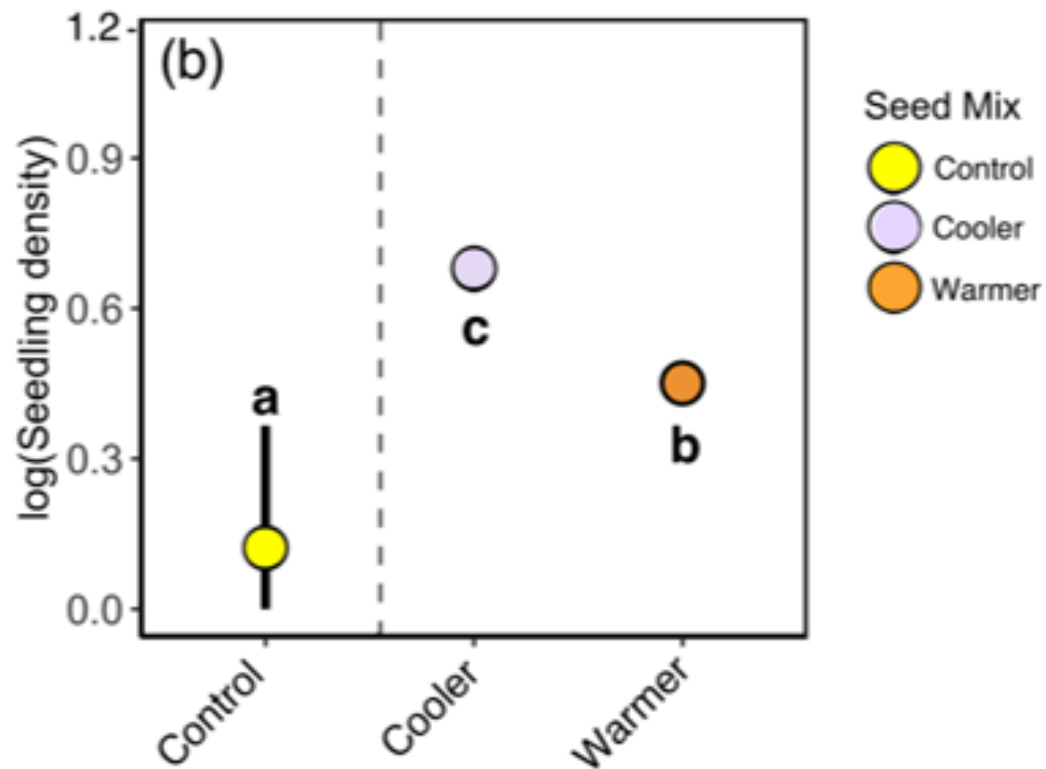 (b)
log(Seedling density)
1.2
0.9
0.6
0.3
0.0
a
c
b
Control
Cooler
Warmer
Seed Mix
Control
Cooler
Warmer